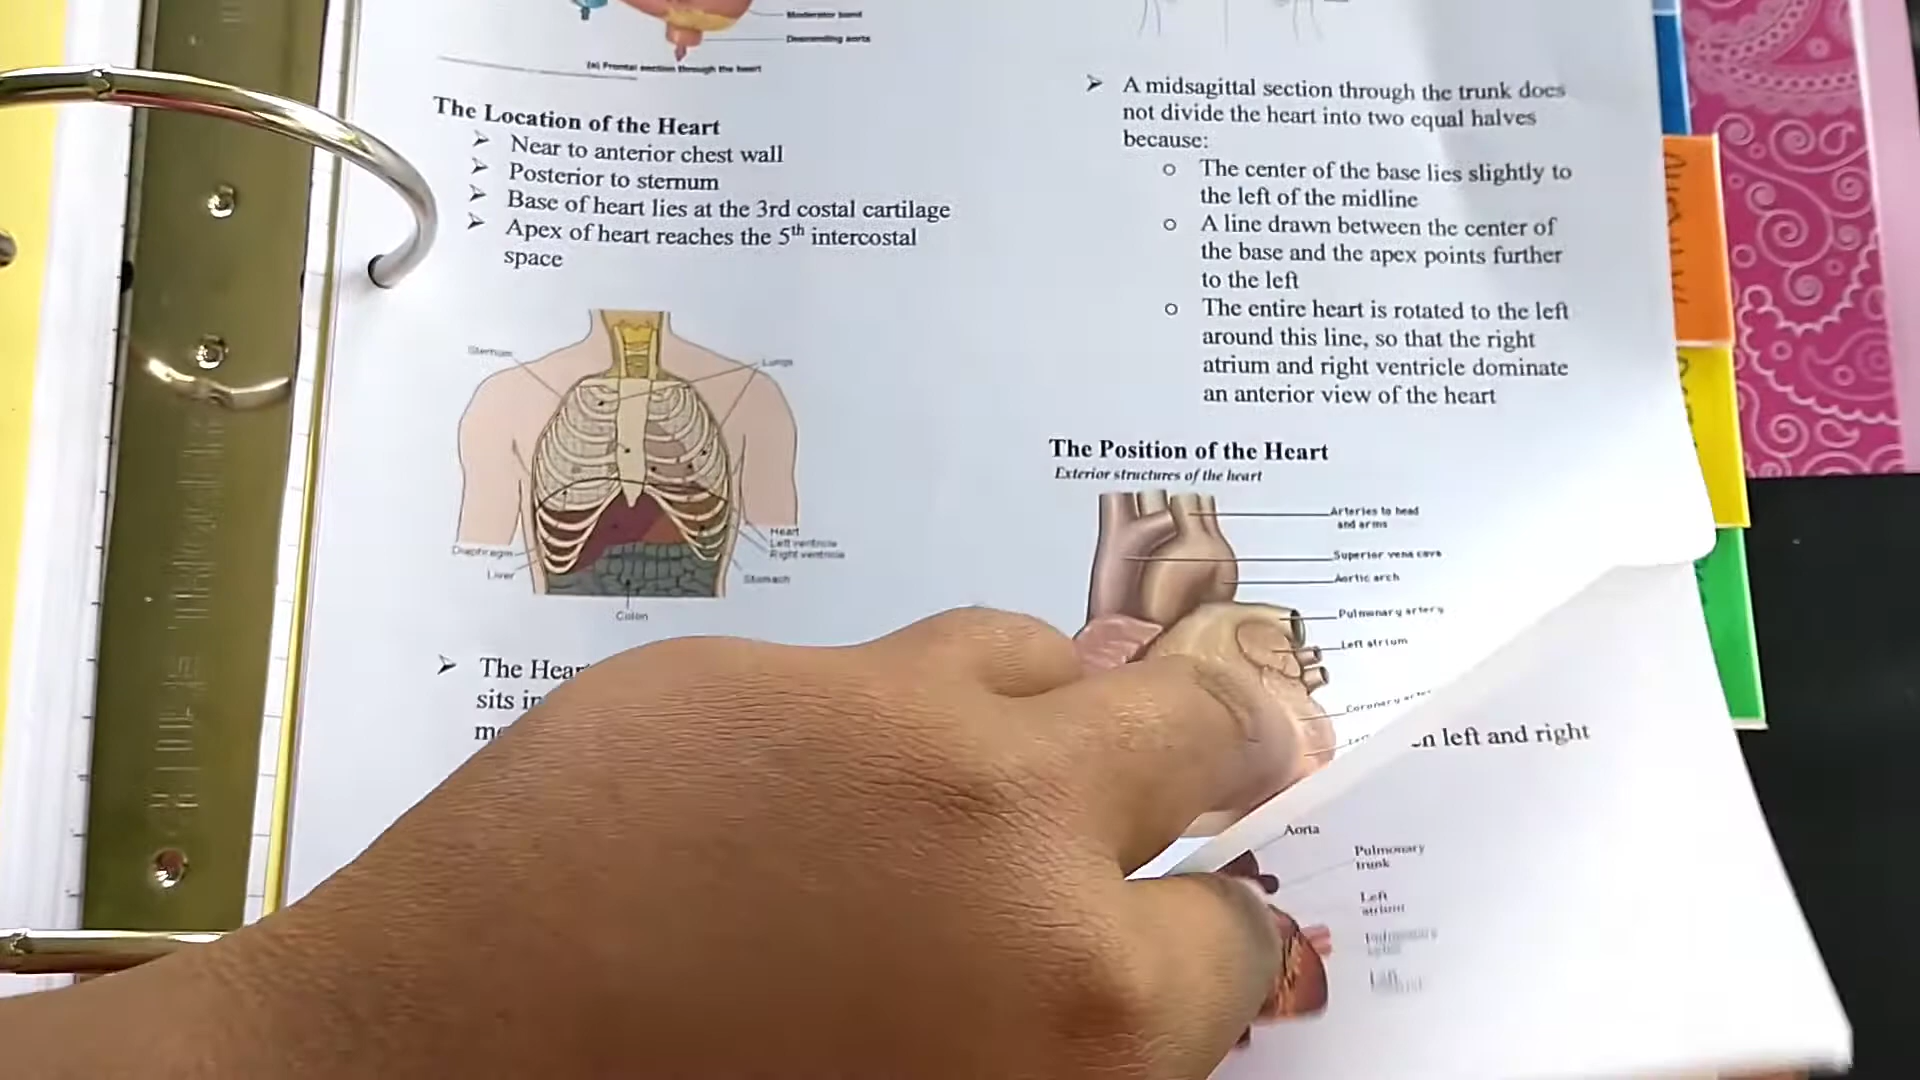 Moderator band
Descending aorta
(a) Frontal section through the heart
The Location of the Heart
➢ Near to anterior chest wall
➢ Posterior to sternum
➢ Base of heart lies at the 3rd costal cartilage
➢ Apex of heart reaches the 5th intercostal
space
Sternum
Lungs
Heart
Left ventricle
Right ventricle
Diaphragm
Liver
Stomach
Colon
➢ The Hear
sits in
me
➢ A midsagittal section through the trunk does
not divide the heart into two equal halves
because:
o The center of the base lies slightly to
the left of the midline
o A line drawn between the center of
the base and the apex points further
to the left
o The entire heart is rotated to the left
around this line, so that the right
atrium and right ventricle dominate
an anterior view of the heart
The Position of the Heart
Exterior structures of the heart
Arteries to head
and arms
Superior vena cava
Aortic arch
Pulmonary artery
Left atrium
Coronary
n left and right
Aorta
Pulmonary
trunk
Left
atrium
Left